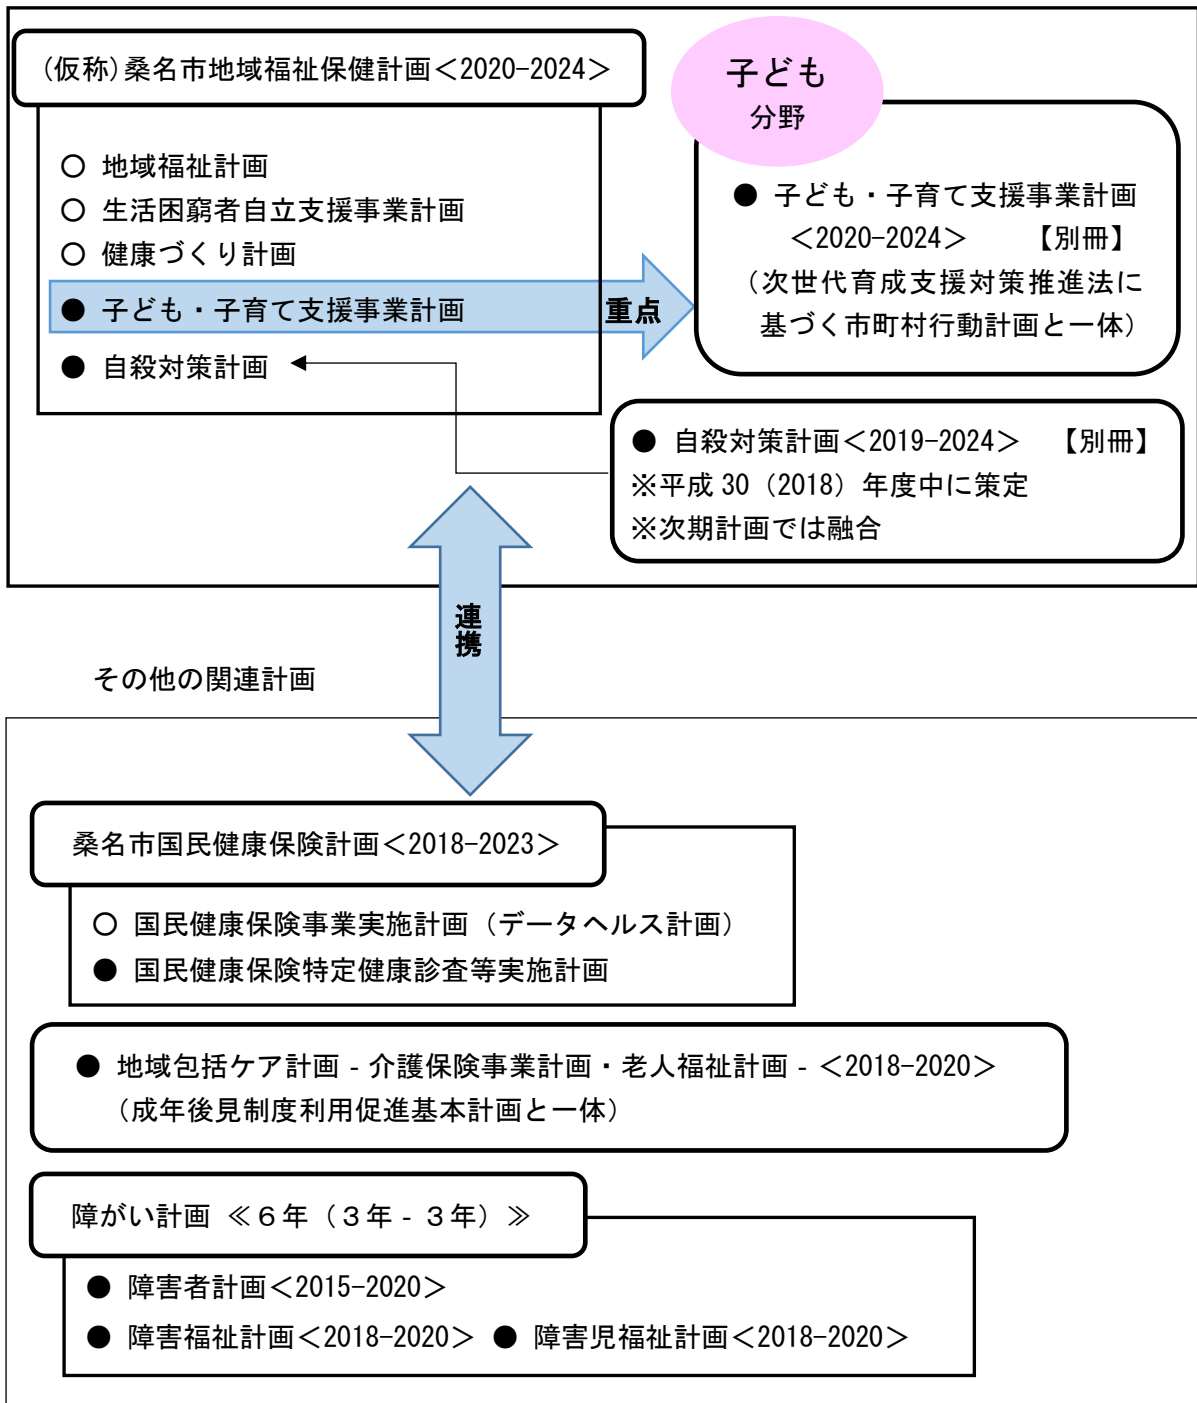 (仮称)桑名市地域福祉保健計画＜2020-2024＞
子ども
分野
○ 地域福祉計画
○ 生活困窮者自立支援事業計画
○ 健康づくり計画
● 子ども・子育て支援事業計画
重点
● 自殺対策計画
● 子ども・子育て支援事業計画
＜2020-2024＞　【別冊】
（次世代育成支援対策推進法に
基づく市町村行動計画と一体）
● 自殺対策計画＜2019-2024＞　【別冊】
※平成 30（2018）年度中に策定
※次期計画では融合
連携
その他の関連計画
桑名市国民健康保険計画＜2018-2023＞
○ 国民健康保険事業実施計画（データヘルス計画）
● 国民健康保険特定健康診査等実施計画
● 地域包括ケア計画 - 介護保険事業計画・老人福祉計画 - ＜2018-2020＞
（成年後見制度利用促進基本計画と一体）
障がい計画 ≪６年（３年 - ３年）≫
● 障害者計画＜2015-2020＞
● 障害福祉計画＜2018-2020＞ ● 障害児福祉計画＜2018-2020＞